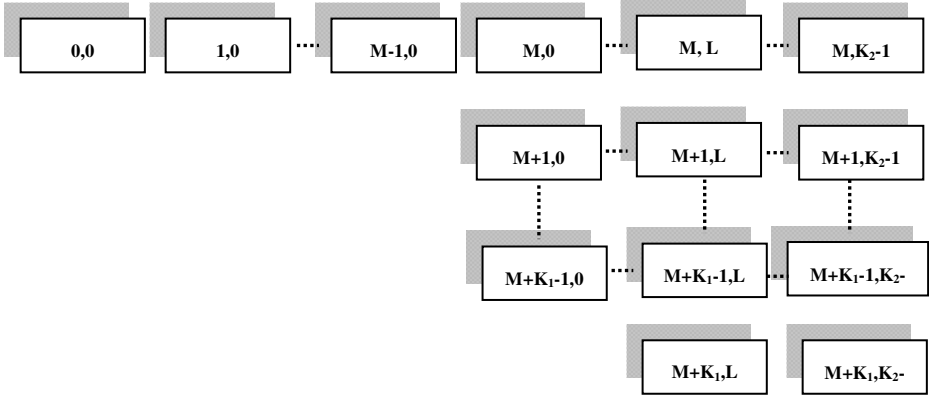 0,0 1,0 M-1,0 M,0 M, L M,K₂-1
M+1,0 M+1,L M+1,K₂-1
M+K₁-1,0 M+K₁-1,L M+K₁-1,K₂-
M+K₁,L M+K₁,K₂-